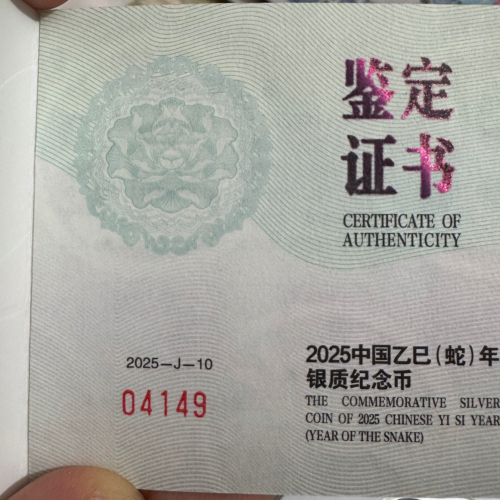 鉴定
证书
CERTIFICATE OF
AUTHENTICITY
2025-J-10
04149
2025中国乙巳(蛇)年
银质纪念币
THE COMMEMORATIVE SILVER
COIN OF 2025 CHINESE YI SI YEAR
(YEAR OF THE SNAKE)